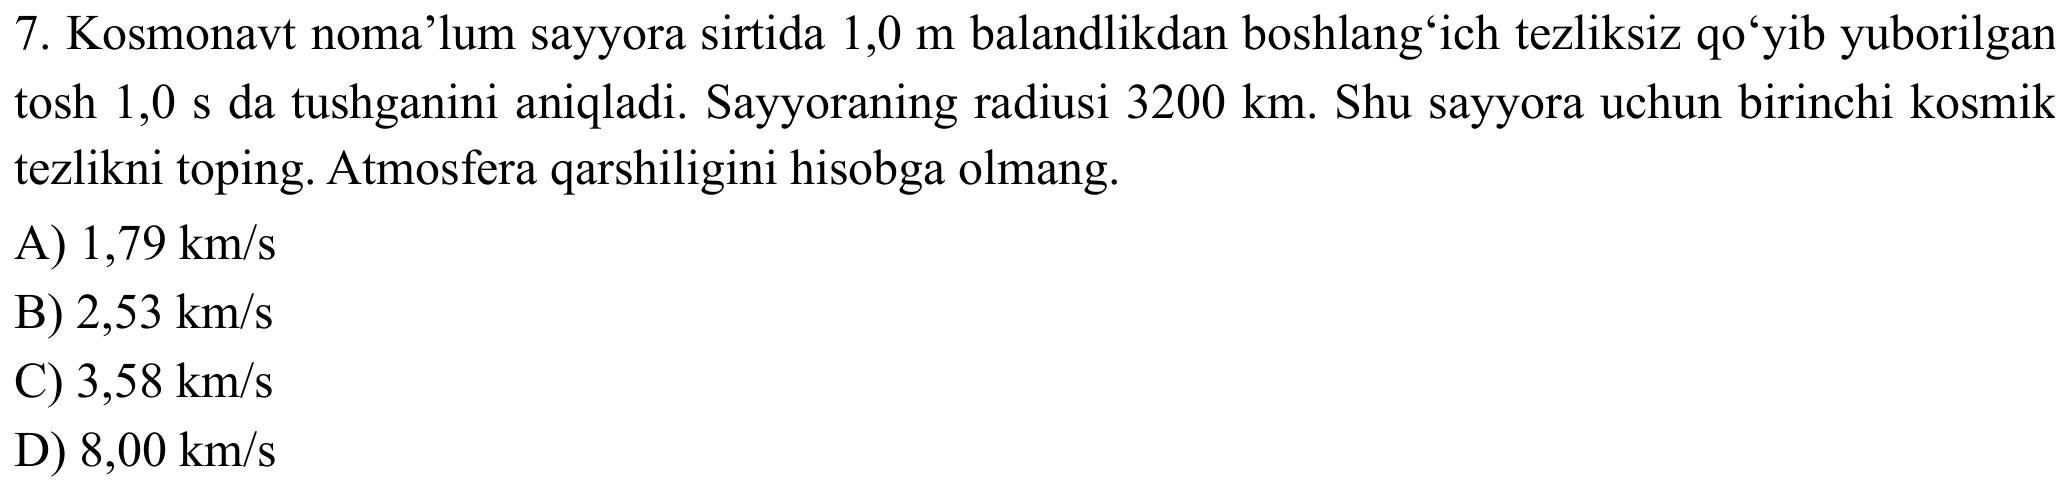 7. Kosmonavt noma’lum sayyora sirtida 1,0 m balandlikdan boshlang‘ich tezliksiz qo‘yib yuborilgan
tosh 1,0 s da tushganini aniqladi. Sayyoraning radiusi 3200 km. Shu sayyora uchun birinchi kosmik
tezlikni toping. Atmosfera qarshiligini hisobga olmang.
A) 1,79 km/s
B) 2,53 km/s
C) 3,58 km/s
D) 8,00 km/s